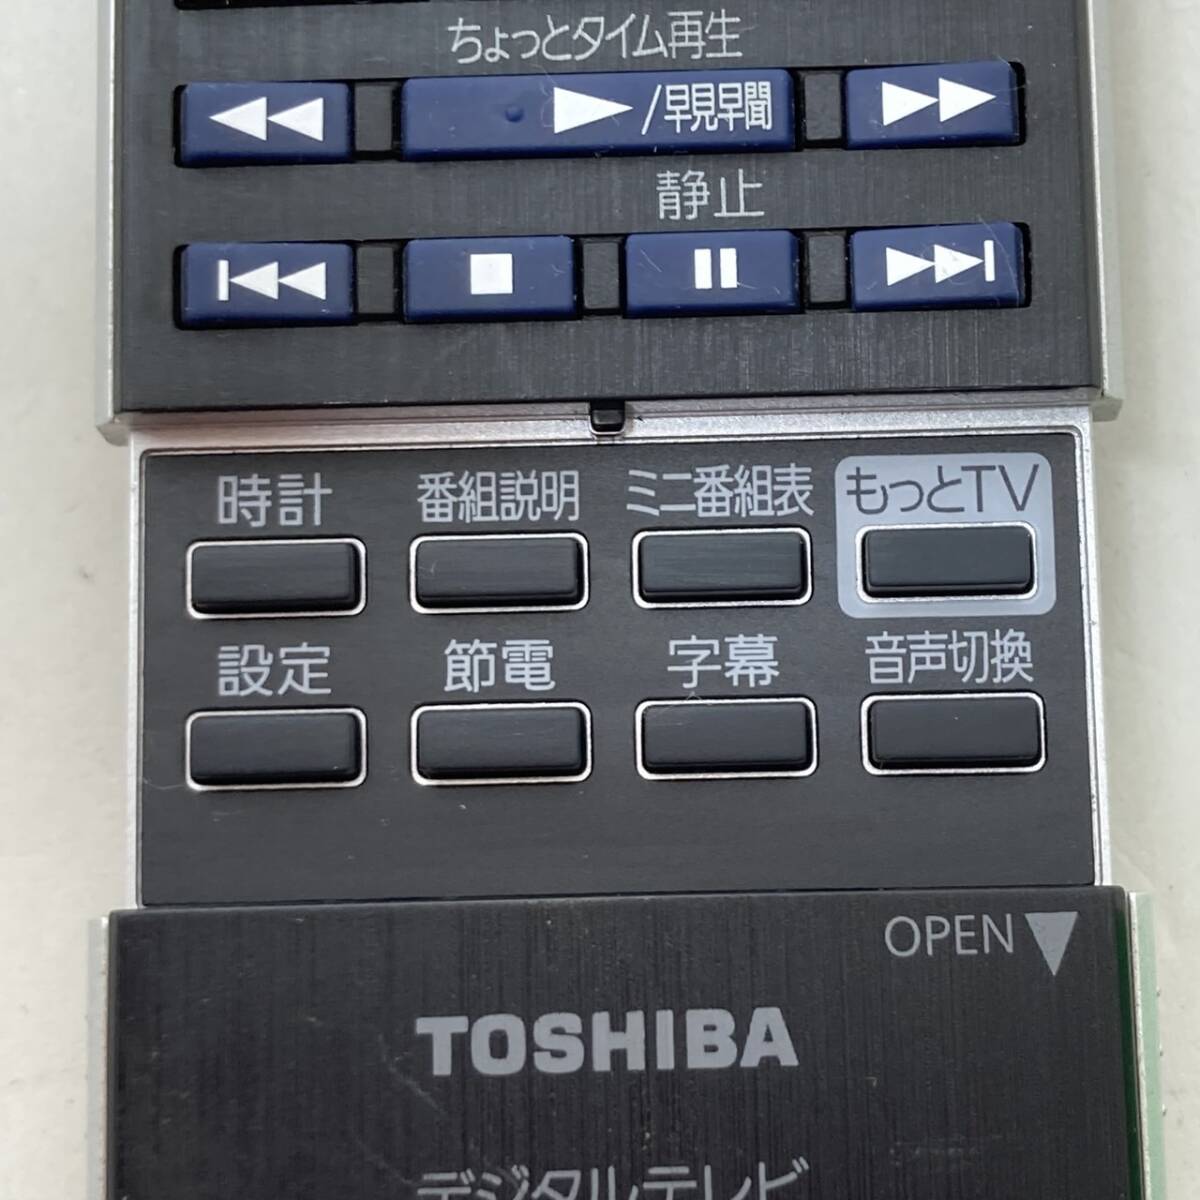 ちょっとタイム再生
/早見早聞
静止
時計 番組説明 ミニ番組表 もっとTV
設定 節電 字幕 音声切換
OPEN
TOSHIBA
デジタルテレビ